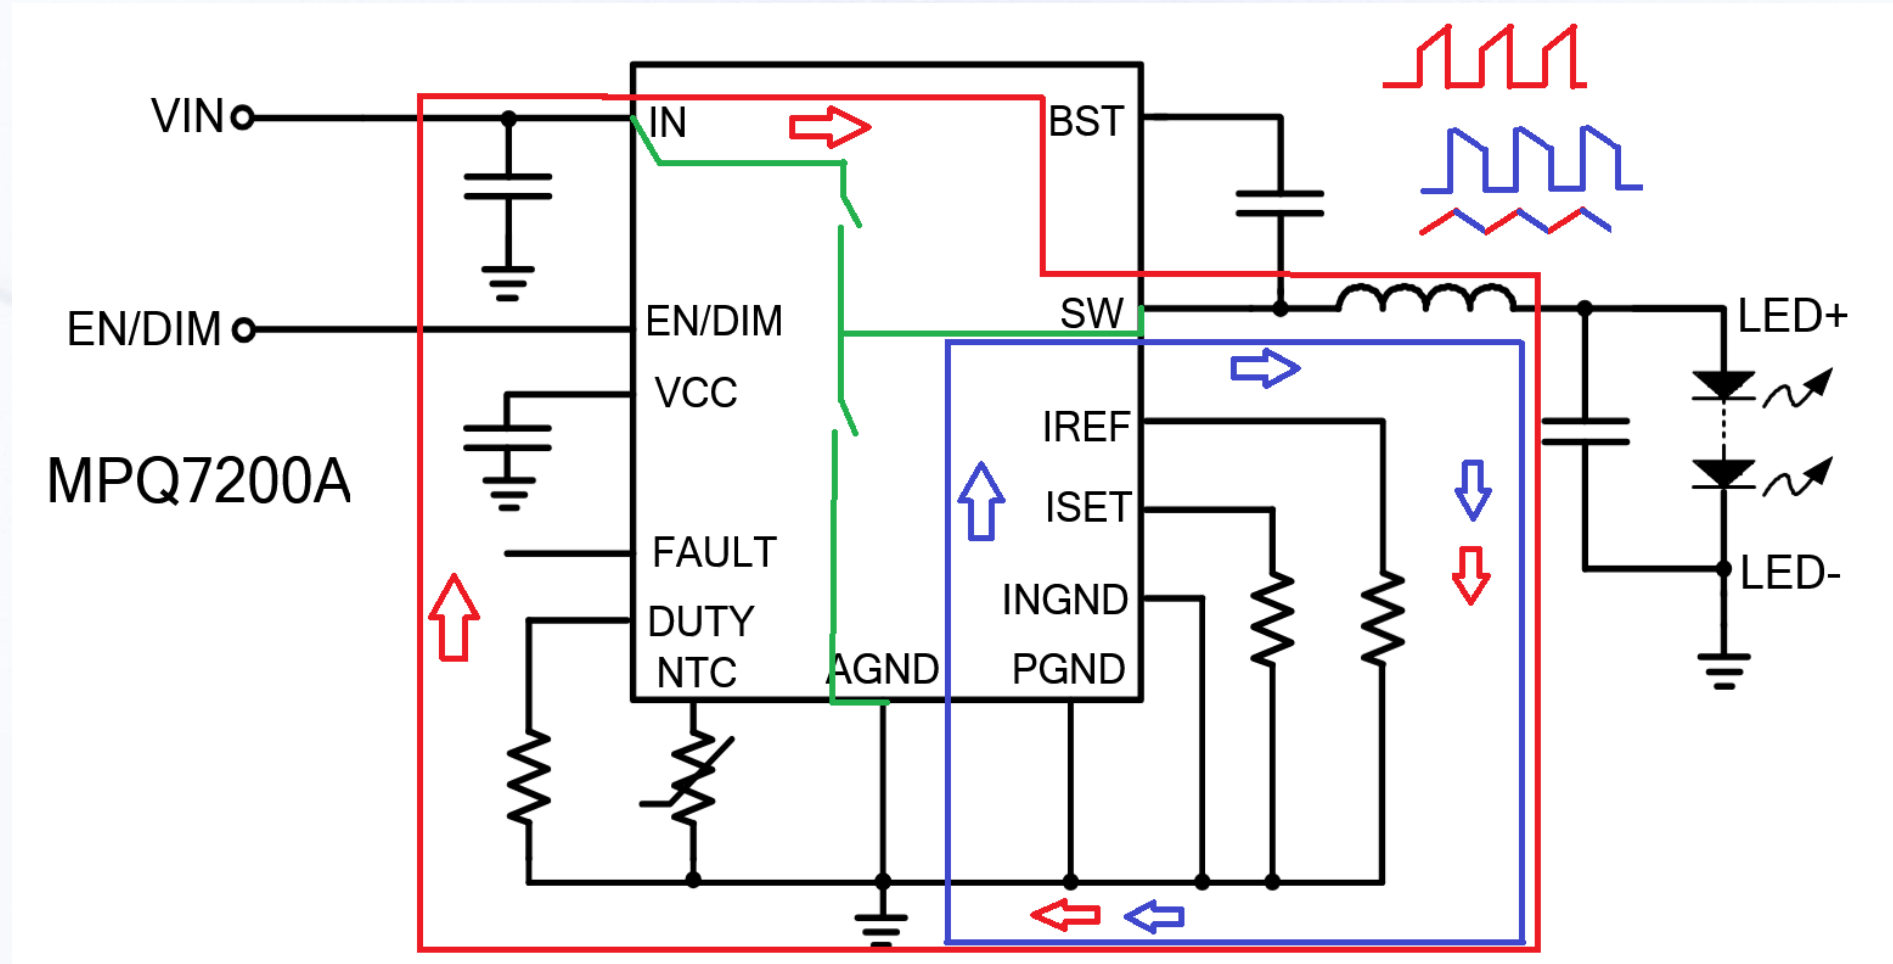 VIN
IN
BST
EN/DIM
EN/DIM
SW
LED+
VCC
IREF
MPQ7200A
ISET
FAULT
INGND
LED-
DUTY
NTC
AGND
PGND